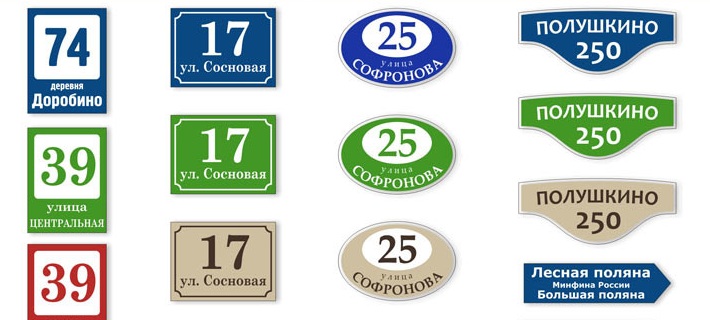 74
деревня
Доробино
39
улица
ЦЕНТРАЛЬНАЯ
39
17
ул. Сосновая
17
ул. Сосновая
17
ул. Сосновая
25
улица
СОФРОНОВА
25
улица
СОФРОНОВА
25
улица
СОФРОНОВА
ПОЛУШКИНО
250
ПОЛУШКИНО
250
ПОЛУШКИНО
250
Лесная поляна
Минфина России
Большая поляна